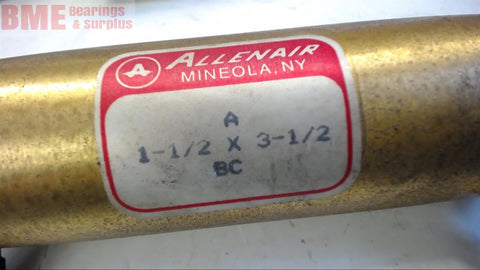 BME Bearings
& Surplus
A ALLENAIR
MINEOLA, NY
A
1-1/2 X 3-1/2
BC